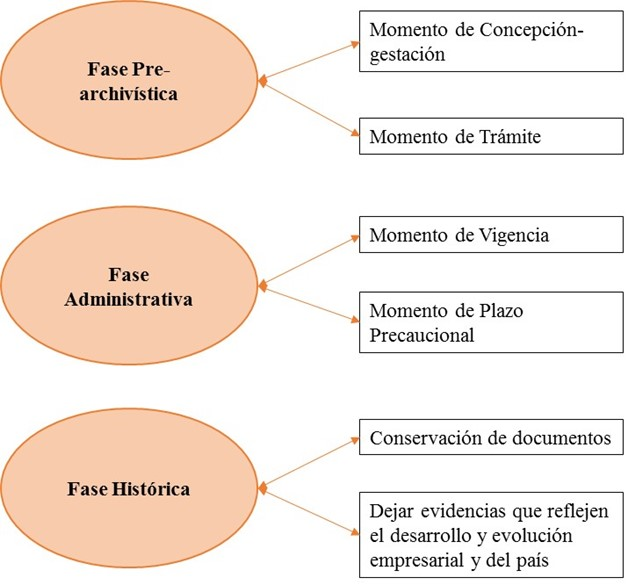 Fase Pre-
archivística
Momento de Concepción-
gestación
Momento de Trámite
Fase
Administrativa
Momento de Vigencia
Momento de Plazo
Precaucional
Fase Histórica
Conservación de documentos
Dejar evidencias que reflejen
el desarrollo y evolución
empresarial y del país